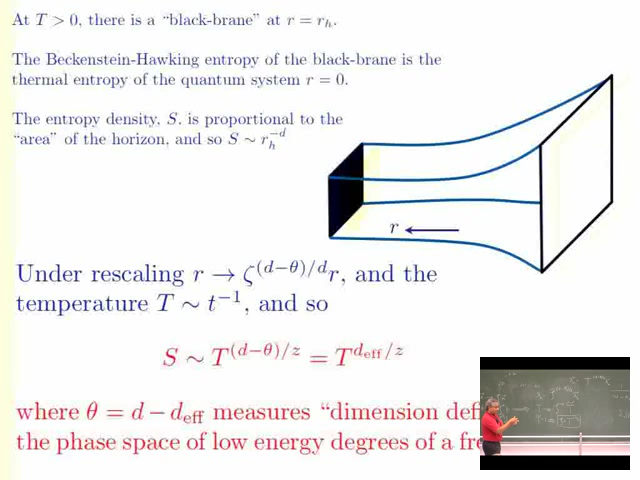 At T > 0, there is a “black-brane” at r = r_h.
The Beckenstein-Hawking entropy of the black-brane is the
thermal entropy of the quantum system r = 0.
The entropy density, S. is proportional to the
“area” of the horizon, and so S ∼ r_h^{−d}
r
Under rescaling r → ζ^{(d−θ)/d} r, and the
temperature T ∼ t^{−1}, and so
S ∼ T^{(d−θ)/z} = T^{d_eff/z}
where θ = d − d_eff measures “dimension
the phase space of low energy degrees of a